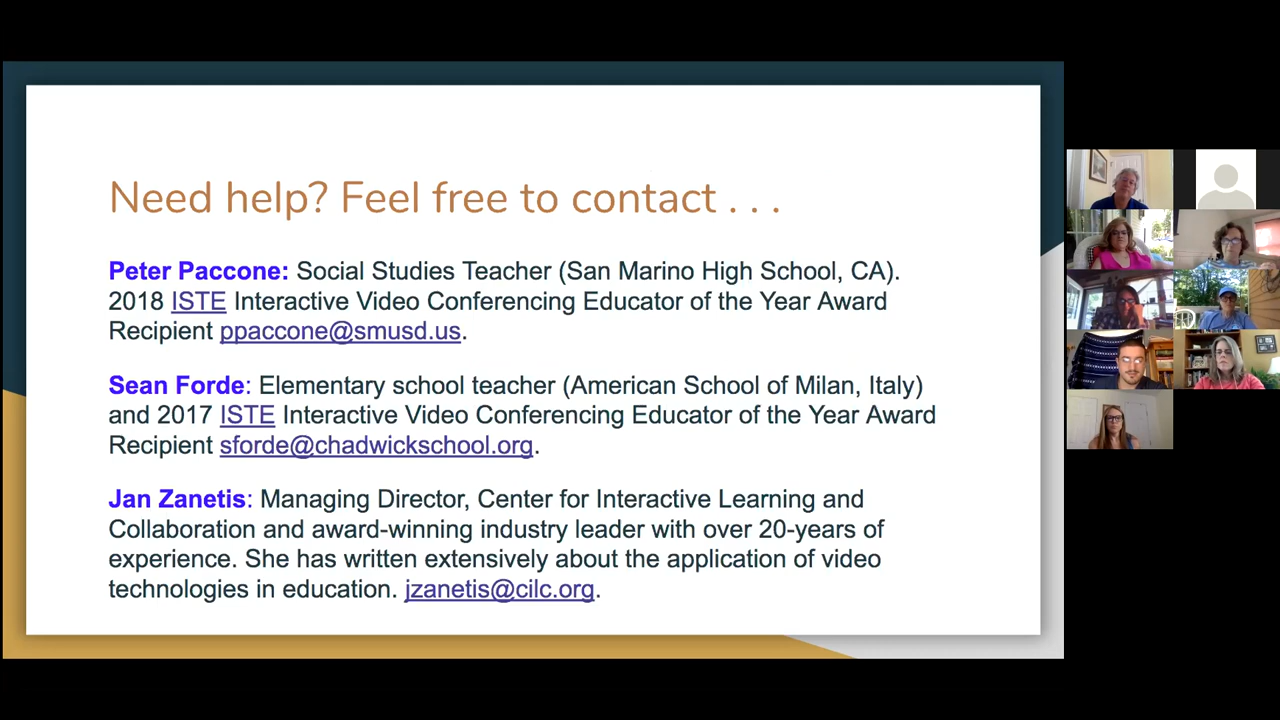 Need help? Feel free to contact . . .
Peter Paccone: Social Studies Teacher (San Marino High School, CA).
2018 ISTE Interactive Video Conferencing Educator of the Year Award
Recipient ppaccone@smusd.us.
Sean Forde: Elementary school teacher (American School of Milan, Italy)
and 2017 ISTE Interactive Video Conferencing Educator of the Year Award
Recipient sforde@chadwickschool.org.
Jan Zanetis: Managing Director, Center for Interactive Learning and
Collaboration and award-winning industry leader with over 20-years of
experience. She has written extensively about the application of video
technologies in education. jzanetis@cilc.org.